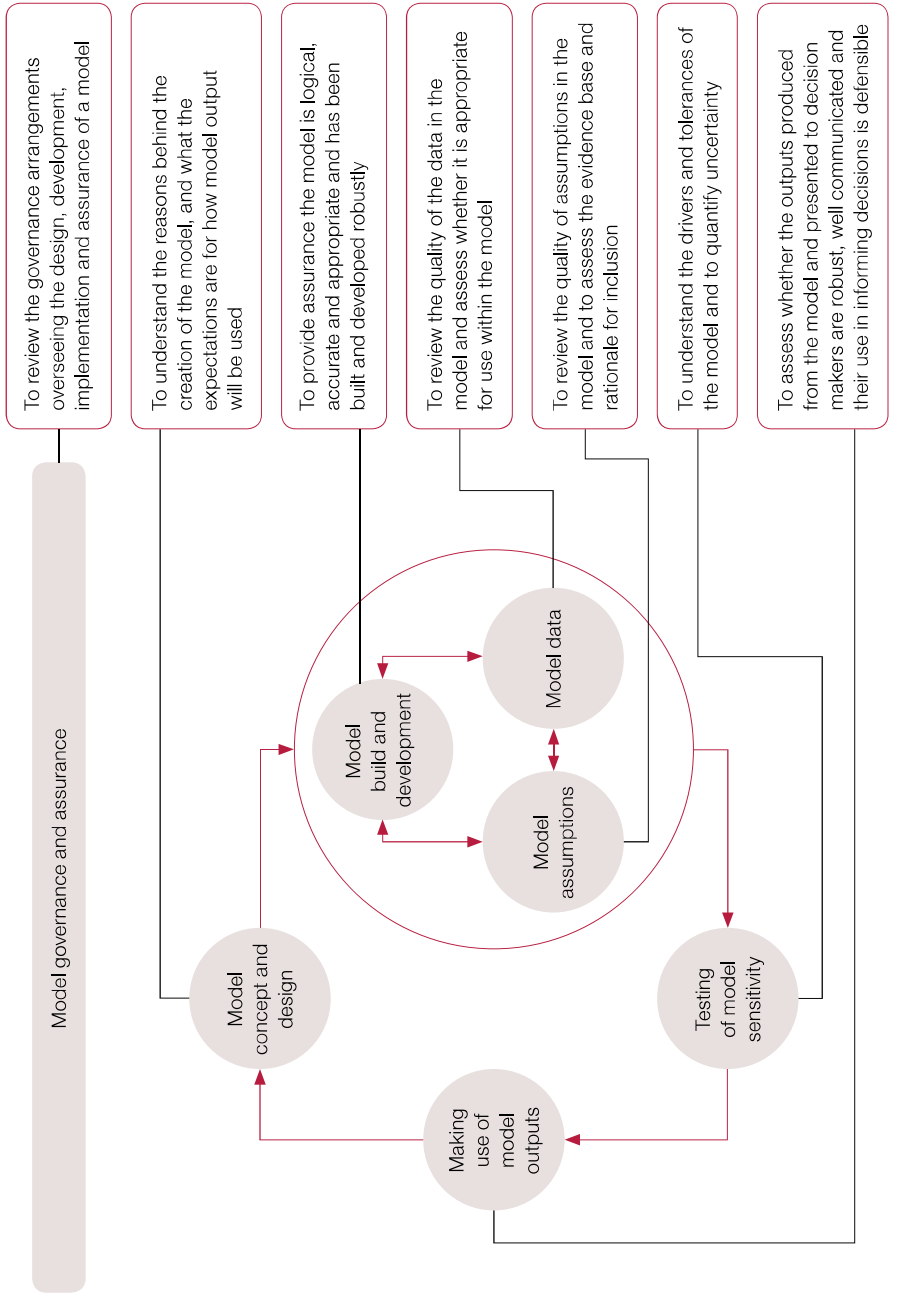 Model governance and assurance
Model
concept and
design
Model
build and
development
Model
assumptions
Model data
Testing
of model
sensitivity
Making
use of
model
outputs
To review the governance arrangements
overseeing the design, development,
implementation and assurance of a model
To understand the reasons behind the
creation of the model, and what the
expectations are for how model output
will be used
To provide assurance the model is logical,
accurate and appropriate and has been
built and developed robustly
To review the quality of the data in the
model and assess whether it is appropriate
for use within the model
To review the quality of assumptions in the
model and to assess the evidence base and
rationale for inclusion
To understand the drivers and tolerances of
the model and to quantify uncertainty
To assess whether the outputs produced
from the model and presented to decision
makers are robust, well communicated and
their use in informing decisions is defensible